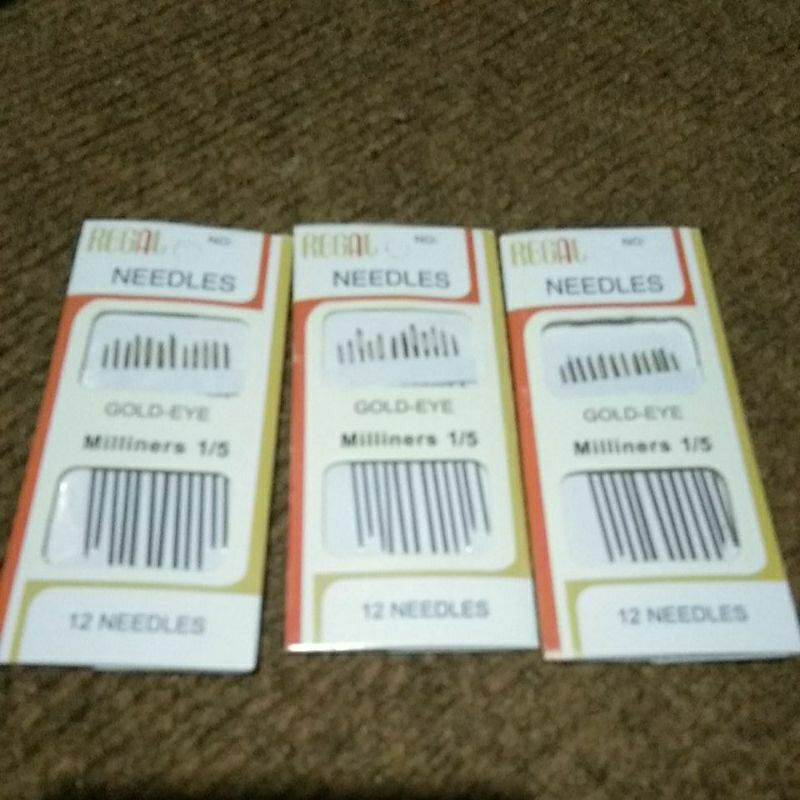 REGAL NO:
NEEDLES
GOLD-EYE
Milliners 1/5
12 NEEDLES
REGAL NO:
NEEDLES
GOLD-EYE
Milliners 1/5
12 NEEDLES
REGAL NO:
NEEDLES
GOLD-EYE
Milliners 1/5
12 NEEDLES